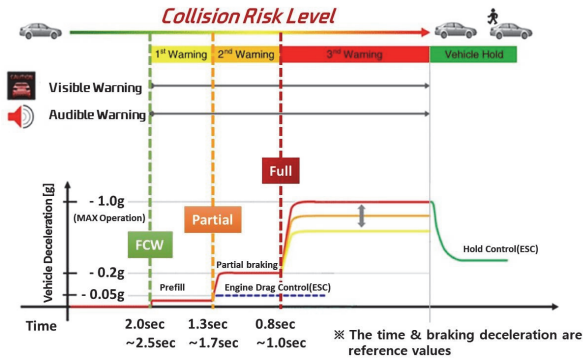 Collision Risk Level
1st Warning 2nd Warning 3rd Warning Vehicle Hold
CAUTION
Visible Warning
Audible Warning
Full
- 1.0g
(MAX Operation)
Partial
FCW
Vehicle Deceleration [g]
Hold Control(ESC)
Partial braking
- 0.2g
Prefill
Engine Drag Control(ESC)
- 0.05g
Time
2.0sec 1.3sec 0.8sec
~2.5sec ~1.7sec ~1.0sec
※ The time & braking deceleration are
reference values